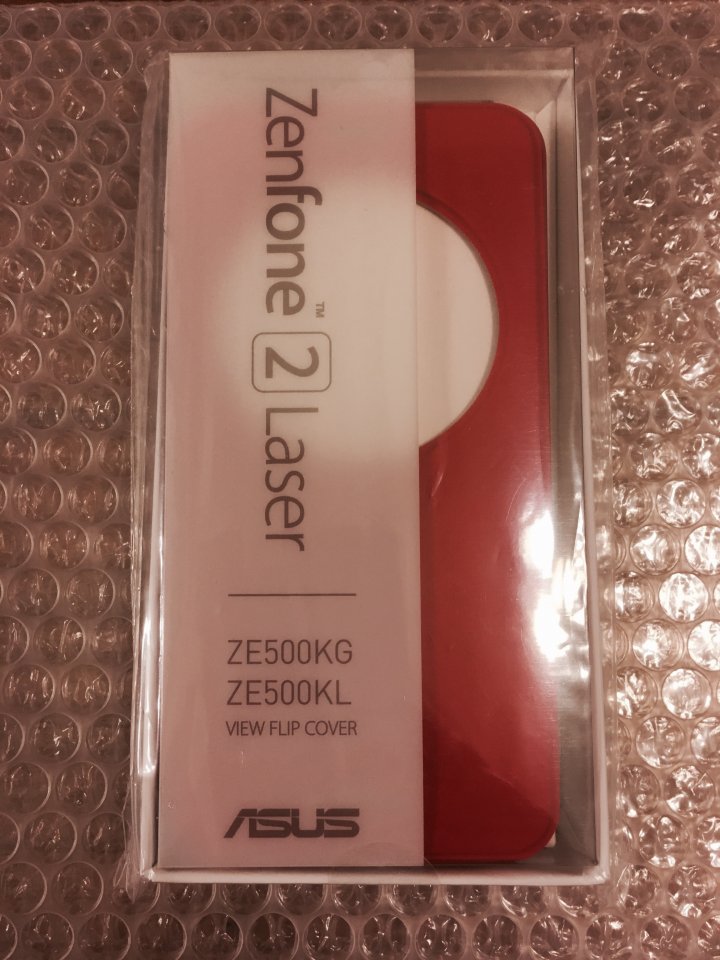 Zenfone™ 2 Laser
ZE500KG
ZE500KL
VIEW FLIP COVER
ASUS